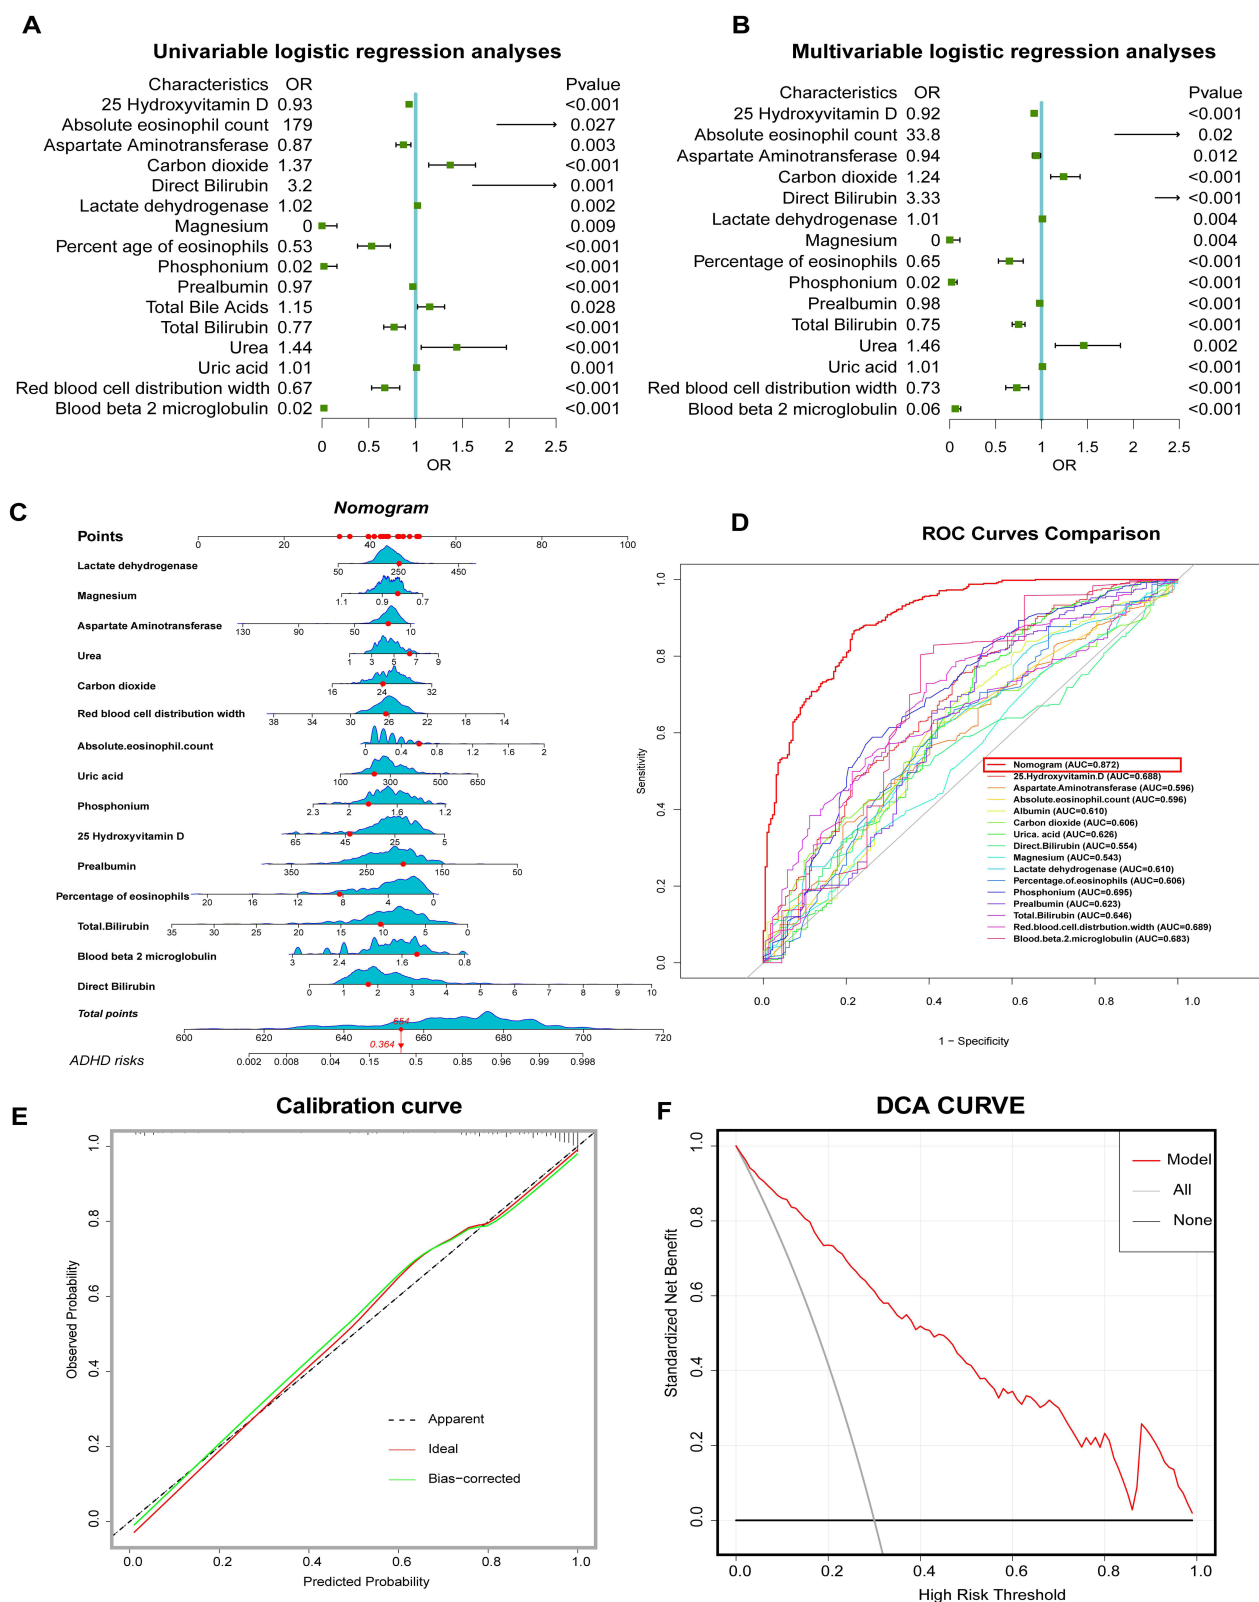 A
Univariable logistic regression analyses
Characteristics OR Pvalue
25 Hydroxyvitamin D 0.93 <0.001
Absolute eosinophil count 179 0.027
Aspartate Aminotransferase 0.87 0.003
Carbon dioxide 1.37 <0.001
Direct Bilirubin 3.2 0.001
Lactate dehydrogenase 1.02 0.002
Magnesium 0 0.009
Percent age of eosinophils 0.53 <0.001
Phosphonium 0.02 <0.001
Prealbumin 0.97 <0.001
Total Bile Acids 1.15 0.028
Total Bilirubin 0.77 <0.001
Urea 1.44 <0.001
Uric acid 1.01 0.001
Red blood cell distribution width 0.67 <0.001
Blood beta 2 microglobulin 0.02 <0.001
0 0.5 1 1.5 2 2.5
OR
B
Multivariable logistic regression analyses
Characteristics OR Pvalue
25 Hydroxyvitamin D 0.92 <0.001
Absolute eosinophil count 33.8 0.02
Aspartate Aminotransferase 0.94 0.012
Carbon dioxide 1.24 <0.001
Direct Bilirubin 3.33 <0.001
Lactate dehydrogenase 1.01 0.004
Magnesium 0 0.004
Percentage of eosinophils 0.65 <0.001
Phosphonium 0.02 <0.001
Prealbumin 0.98 <0.001
Total Bilirubin 0.75 <0.001
Urea 1.46 0.002
Uric acid 1.01 <0.001
Red blood cell distribution width 0.73 <0.001
Blood beta 2 microglobulin 0.06 <0.001
0 0.5 1 1.5 2 2.5
OR
C
Nomogram
Points
0 20 40 60 80 100
Lactate dehydrogenase
50 250 450
Magnesium
1.1 0.9 0.7
Aspartate Aminotransferase
130 90 50 10
Urea
1 3 5 7 9
Carbon dioxide
16 24 32
Red blood cell distribution width
38 34 30 26 22 18 14
Absolute.eosinophil.count
0 0.4 0.8 1.2 1.6 2
Uric acid
100 300 500 650
Phosphonium
2.3 2 1.6 1.2
25 Hydroxyvitamin D
65 45 25 5
Prealbumin
350 250 150 50
Percentage of eosinophils
20 16 12 8 4 0
Total.Bilirubin
35 30 25 20 15 10 5 0
Blood beta 2 microglobulin
3 2.4 1.6 0.8
Direct Bilirubin
0 1 2 3 4 5 6 7 8 9 10
Total points
654
600 620 640 660 680 700 720
0.364
ADHD risks
0.002 0.008 0.04 0.15 0.5 0.85 0.96 0.99 0.998
D
ROC Curves Comparison
Sensitivity
1.0
0.8
0.6
0.4
0.2
0.0
Nomogram (AUC=0.872)
25.Hydroxyvitamin.D (AUC=0.688)
Aspartate.Aminotransferase (AUC=0.596)
Absolute.eosinophil.count (AUC=0.596)
Albumin (AUC=0.610)
Carbon dioxide (AUC=0.606)
Urica. acid (AUC=0.626)
Direct.Bilirubin (AUC=0.554)
Magnesium (AUC=0.543)
Lactate dehydrogenase (AUC=0.610)
Percentage.of.eosinophils (AUC=0.606)
Phosphonium (AUC=0.695)
Prealbumin (AUC=0.623)
Total.Bilirubin (AUC=0.646)
Red.blood.cell.distrbution.width (AUC=0.689)
Blood.beta.2.microglobulin (AUC=0.683)
0.0 0.2 0.4 0.6 0.8 1.0
1 − Specificity
E
Calibration curve
Observed Probability
1.0
0.8
0.6
0.4
0.2
0.0
Apparent
Ideal
Bias−corrected
0.0 0.2 0.4 0.6 0.8 1.0
Predicted Probability
F
DCA CURVE
Standardized Net Benefit
1.0
0.8
0.6
0.4
0.2
0.0
Model
All
None
0.0 0.2 0.4 0.6 0.8 1.0
High Risk Threshold